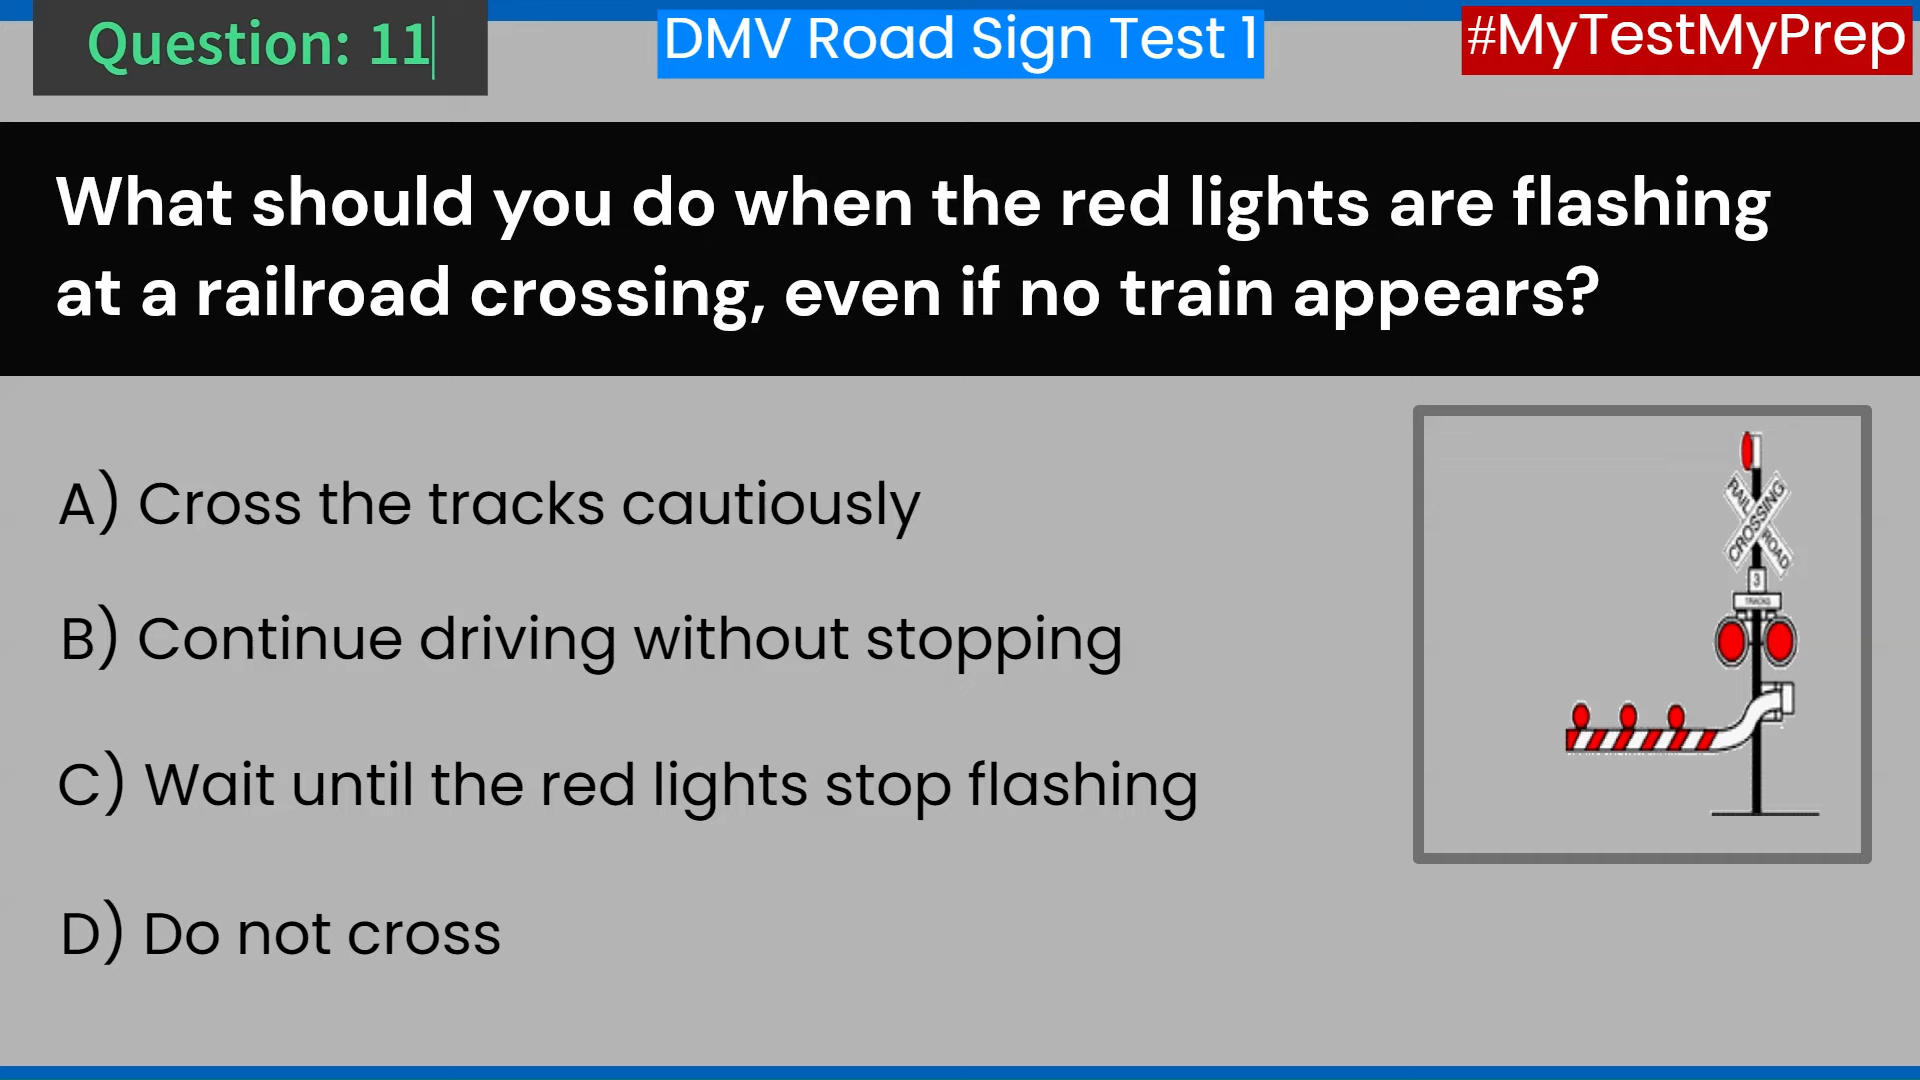 Question: 11
DMV Road Sign Test 1
#MyTestMyPrep
What should you do when the red lights are flashing
at a railroad crossing, even if no train appears?
A) Cross the tracks cautiously
B) Continue driving without stopping
C) Wait until the red lights stop flashing
D) Do not cross
RAIL ROAD
CROSSING
3
TRACKS